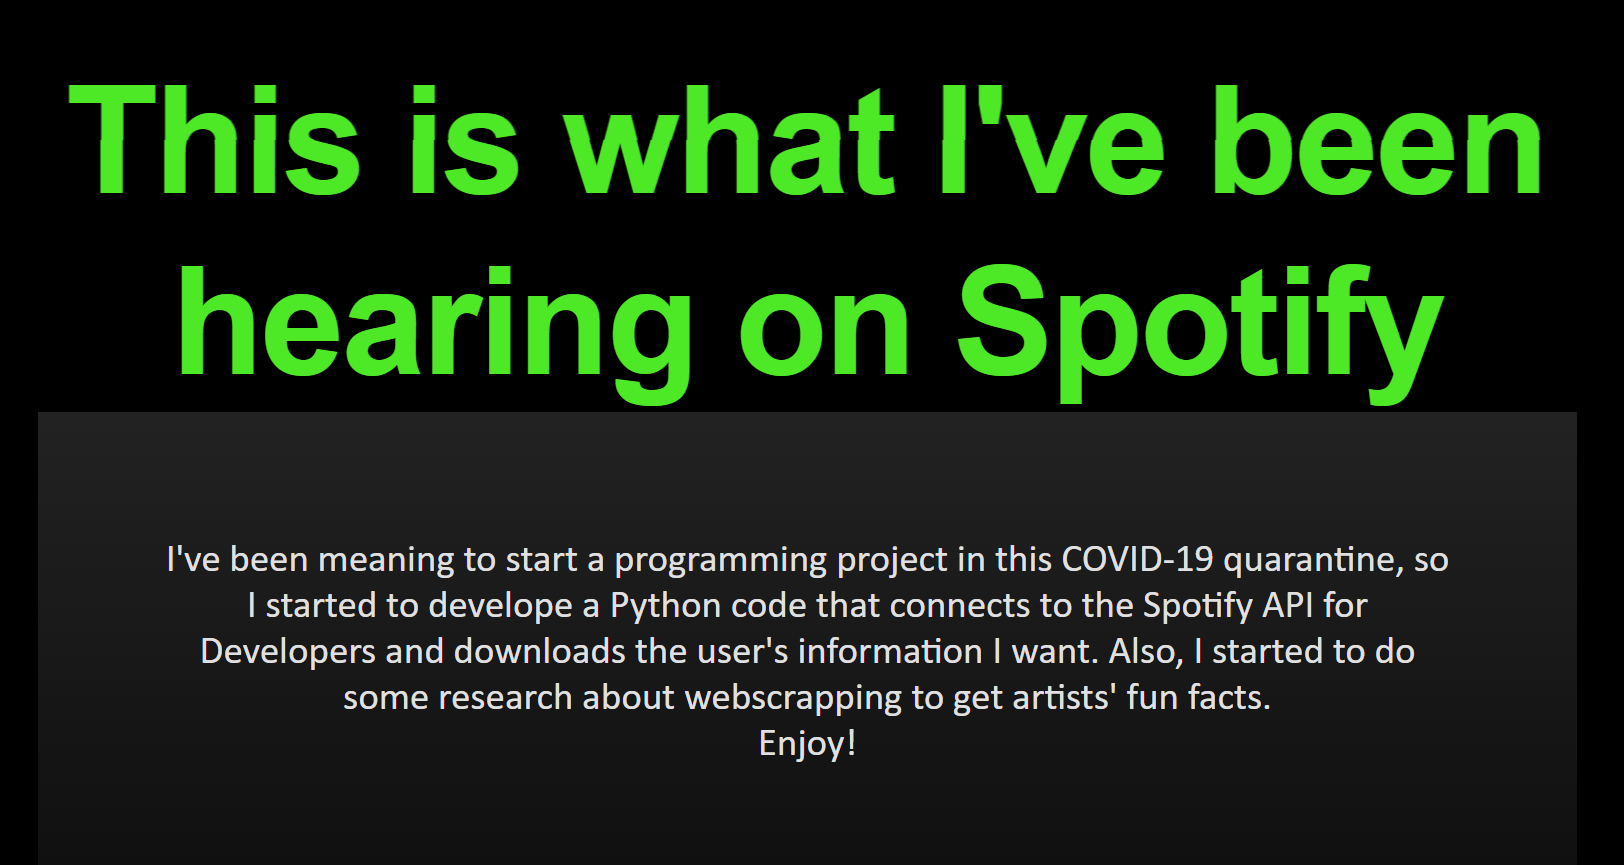 This is what I've been
hearing on Spotify
I've been meaning to start a programming project in this COVID-19 quarantine, so
I started to develope a Python code that connects to the Spotify API for
Developers and downloads the user's information I want. Also, I started to do
some research about webscrapping to get artists' fun facts.
Enjoy!